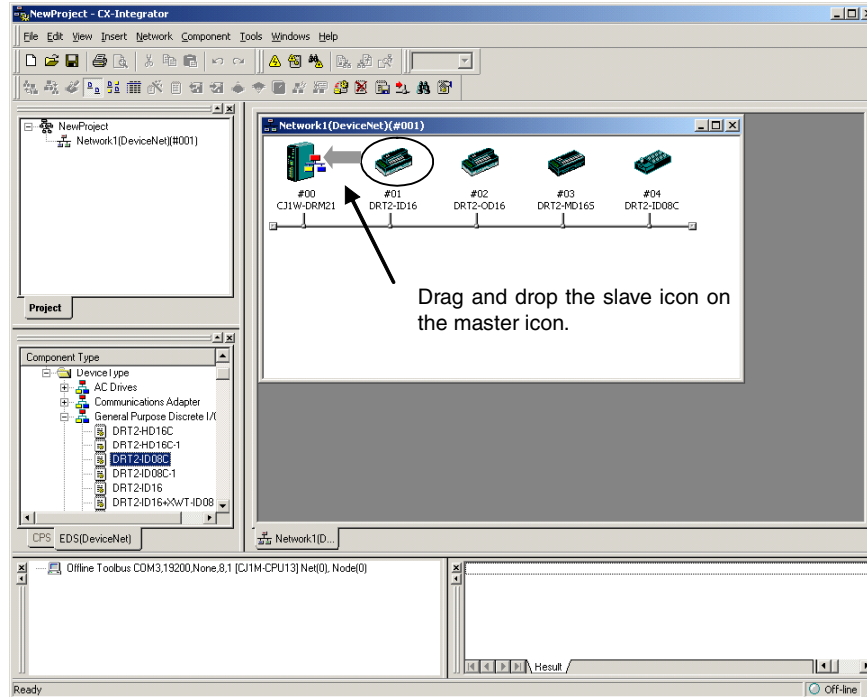 NewProject - CX-Integrator
File Edit View Insert Network Component Tools Windows Help
NewProject
Network1(DeviceNet)(#001)
Project
Component Type
DeviceType
AC Drives
Communications Adapter
General Purpose Discrete I/(
DRT2-HD16C
DRT2-HD16C-1
DRT2-ID08C
DRT2-ID08C-1
DRT2-ID16
DRT2-ID16+XWT-ID08
CPS EDS(DeviceNet)
Network1(DeviceNet)(#001)
#00 #01 #02 #03 #04
CJ1W-DRM21 DRT2-ID16 DRT2-OD16 DRT2-MD16S DRT2-ID08C
Drag and drop the slave icon on
the master icon.
Network1(D...
Offline Toolbus COM3,19200,None,8,1 [CJ1M-CPU13] Net(0), Node(0)
Result
Ready
Off-line